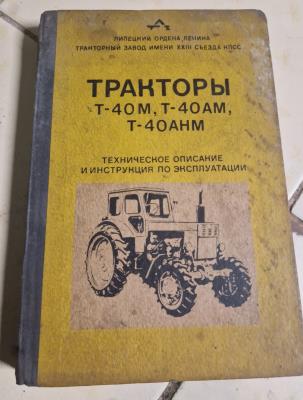 ЛИПЕЦКИЙ ОРДЕНА ЛЕНИНА
ТРАКТОРНЫЙ ЗАВОД ИМЕНИ XXIII СЪЕЗДА КПСС
ТРАКТОРЫ
Т-40М, Т-40АМ,
Т-40АНМ
ТЕХНИЧЕСКОЕ ОПИСАНИЕ
И ИНСТРУКЦИЯ ПО ЭКСПЛУАТАЦИИ